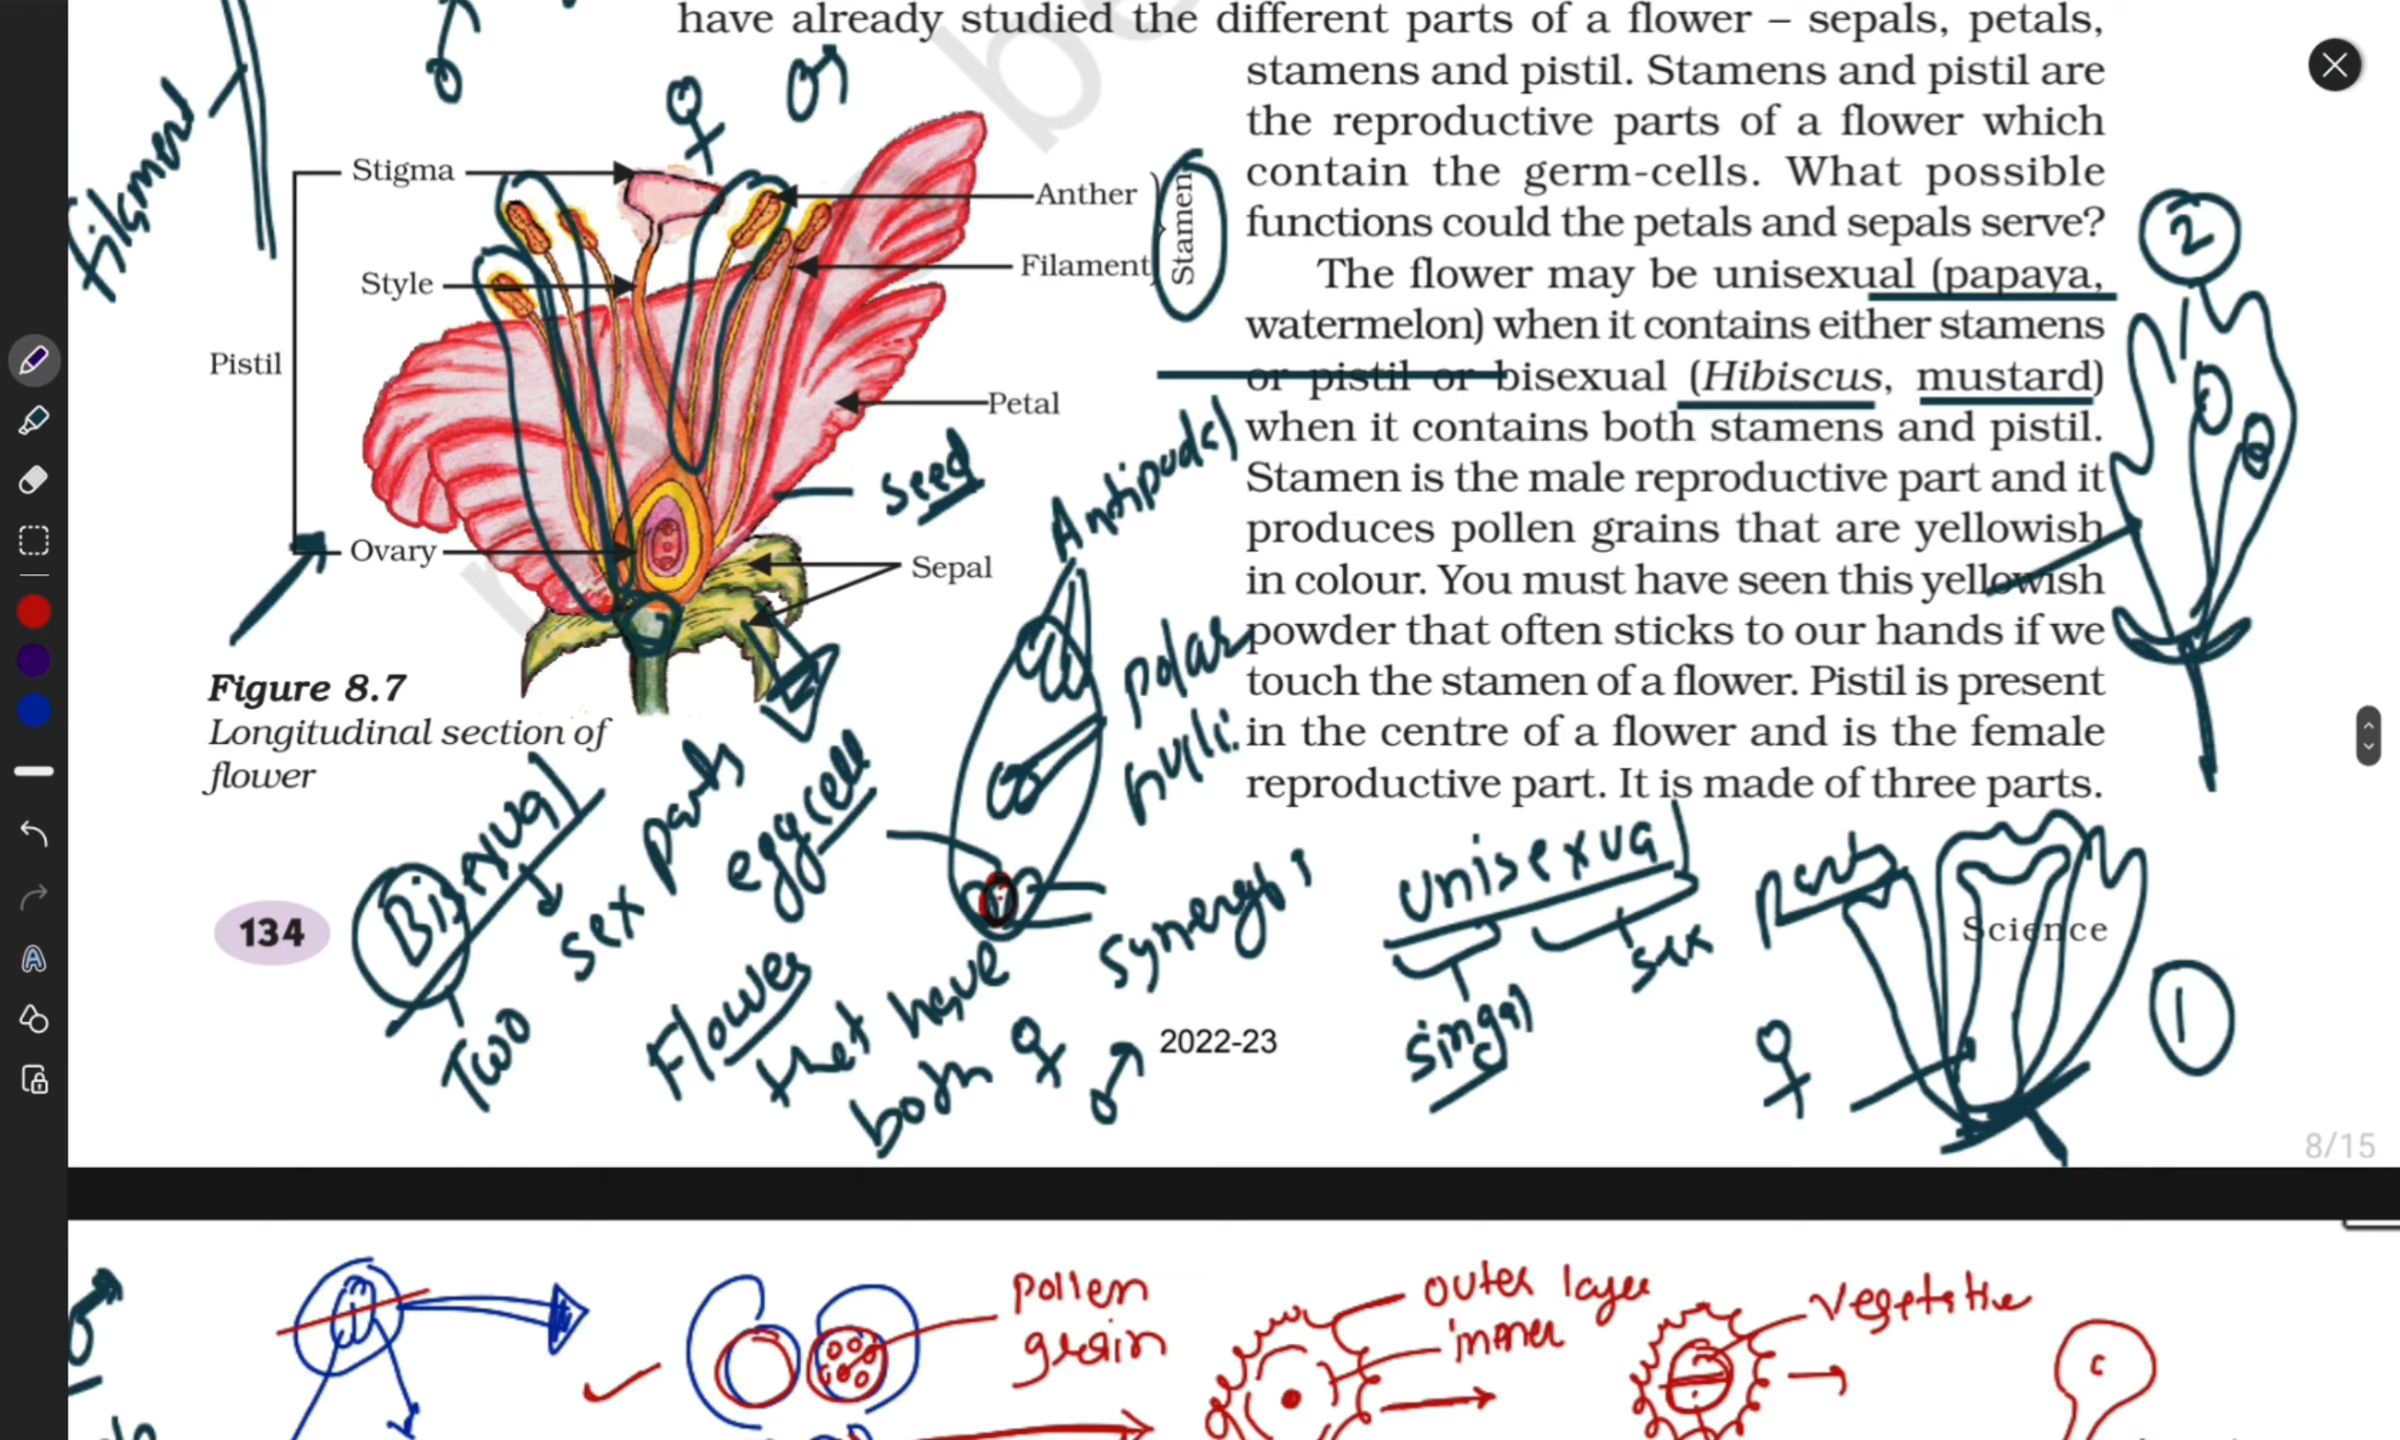 have already studied the different parts of a flower – sepals, petals,
stamens and pistil. Stamens and pistil are
the reproductive parts of a flower which
contain the germ-cells. What possible
functions could the petals and sepals serve?
The flower may be unisexual (papaya,
watermelon) when it contains either stamens
or pistil or bisexual (Hibiscus, mustard)
when it contains both stamens and pistil.
Stamen is the male reproductive part and it
produces pollen grains that are yellowish
in colour. You must have seen this yellowish
powder that often sticks to our hands if we
touch the stamen of a flower. Pistil is present
in the centre of a flower and is the female
reproductive part. It is made of three parts.
Stigma
Anther
Stamen
Filament
Style
Pistil
Petal
seed
Ovary
Sepal
Antipodal
polar
nuli
♀
2
Figure 8.7
Longitudinal section of
flower
Bisexual
Two
sex parts
egg cell
Flower
that have
both ♀
unisexual
singal
sex
part
♀
1
134
Science
2022-23
8/15
pollen
grain
outer layer
inner
vegetative
c
A